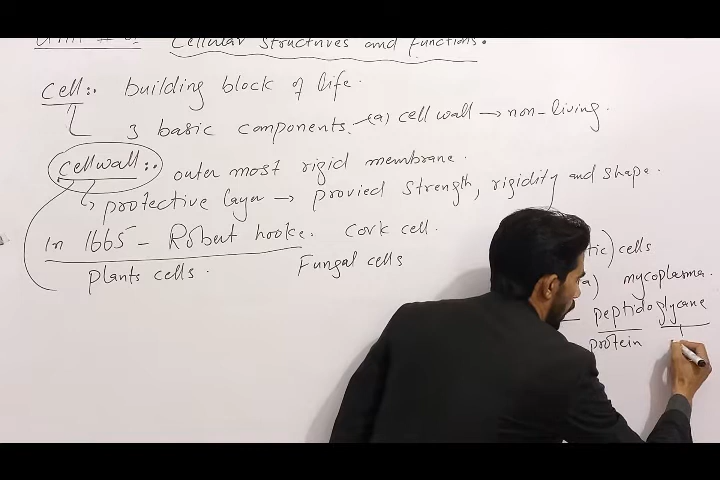 Cellular Structures and Functions.
Cell:. building block of life.
3 basic components. (a) cell wall → non-living.
Cell wall:. outer most rigid membrane.
protective layer → provied strength, rigidity and shape.
In 1665 - Robert hooke. Cork cell.
tic) cells
Plants cells. Fungal cells
a) mycoplasma.
peptidoglycane
protein